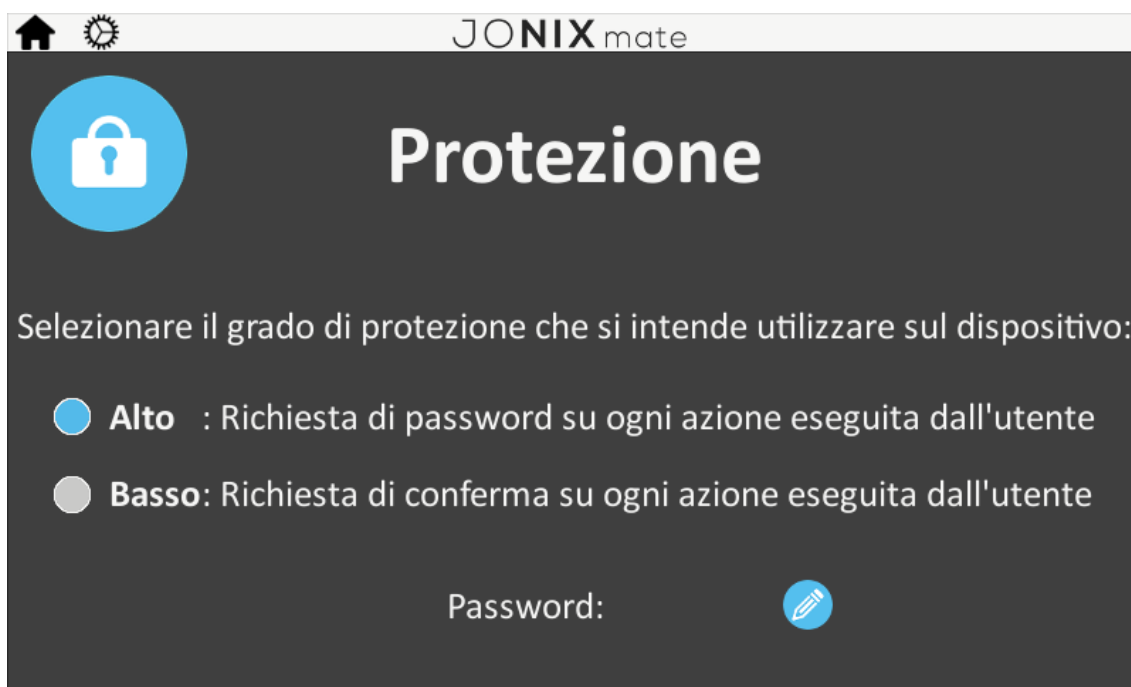 JONIX mate
Protezione
Selezionare il grado di protezione che si intende utilizzare sul dispositivo:
Alto : Richiesta di password su ogni azione eseguita dall'utente
Basso: Richiesta di conferma su ogni azione eseguita dall'utente
Password: